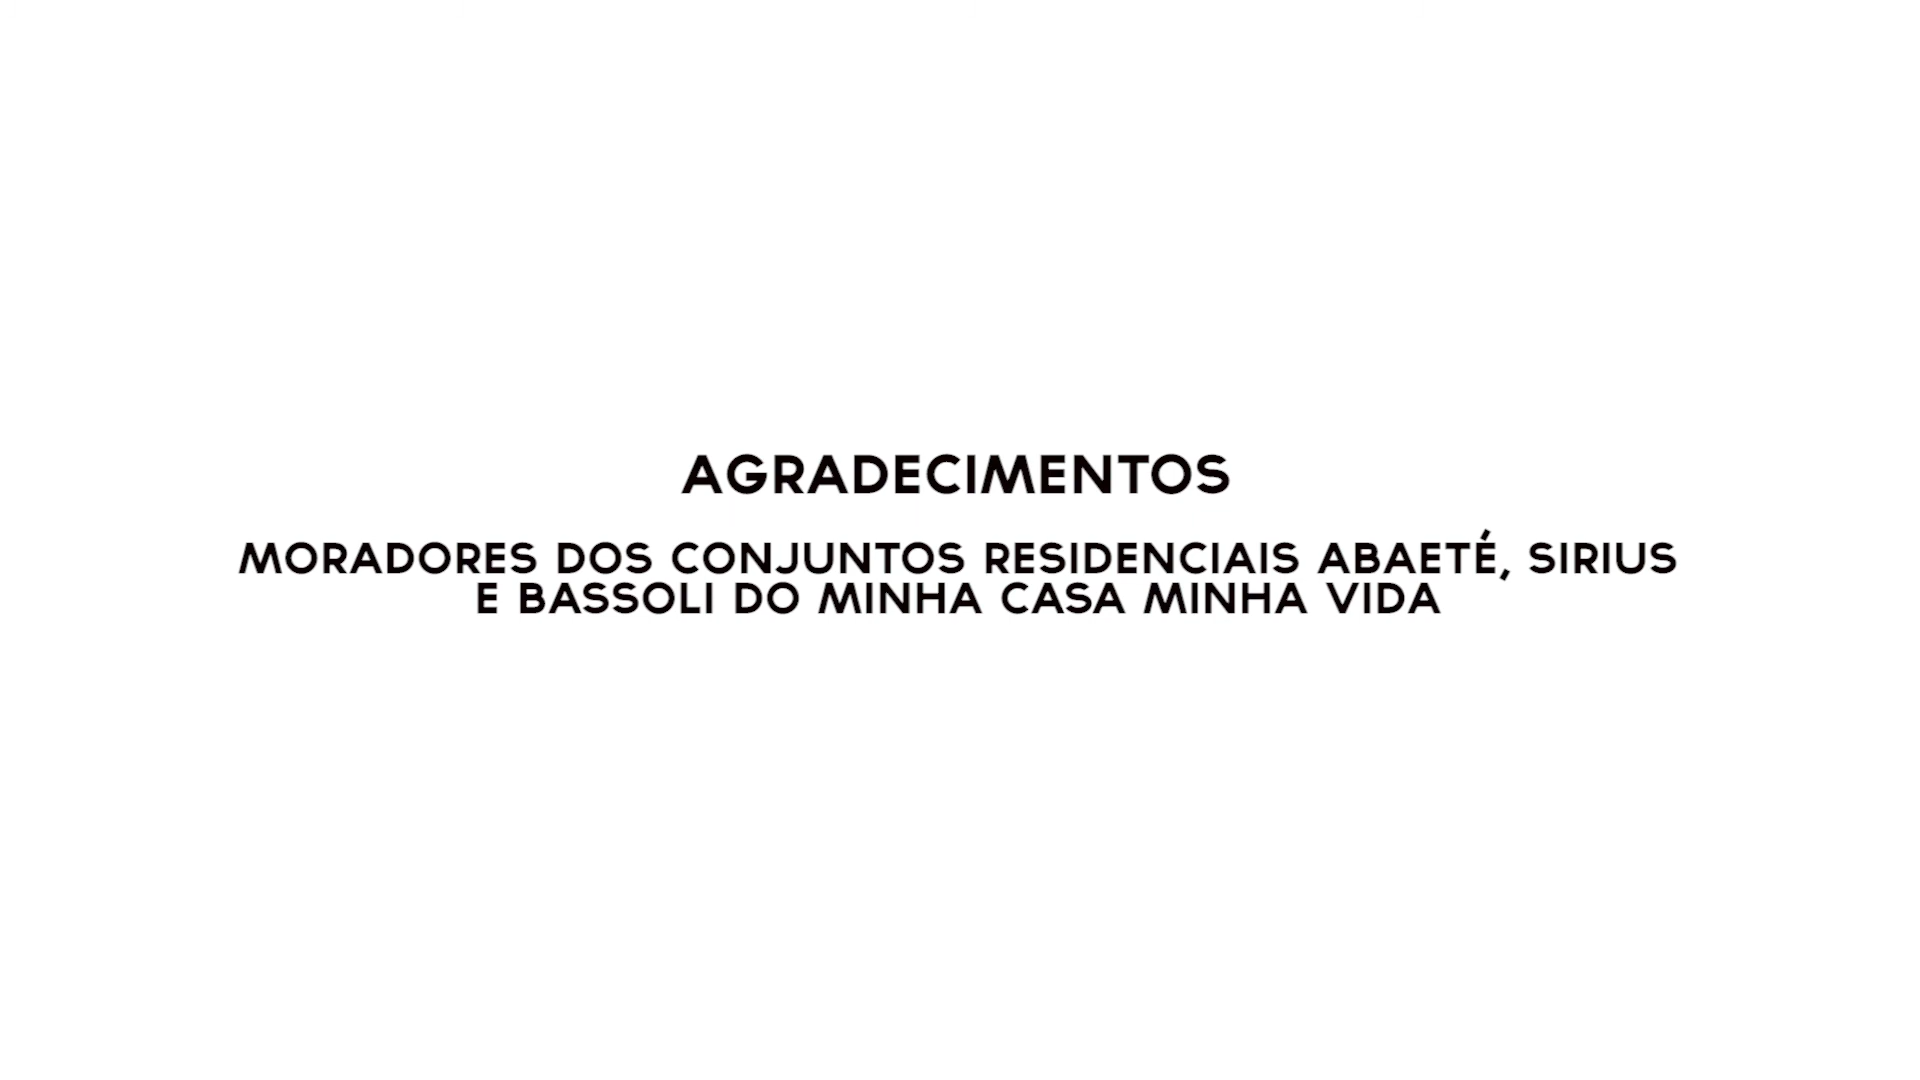 AGRADECIMENTOS
MORADORES DOS CONJUNTOS RESIDENCIAIS ABAETÉ, SIRIUS
E BASSOLI DO MINHA CASA MINHA VIDA